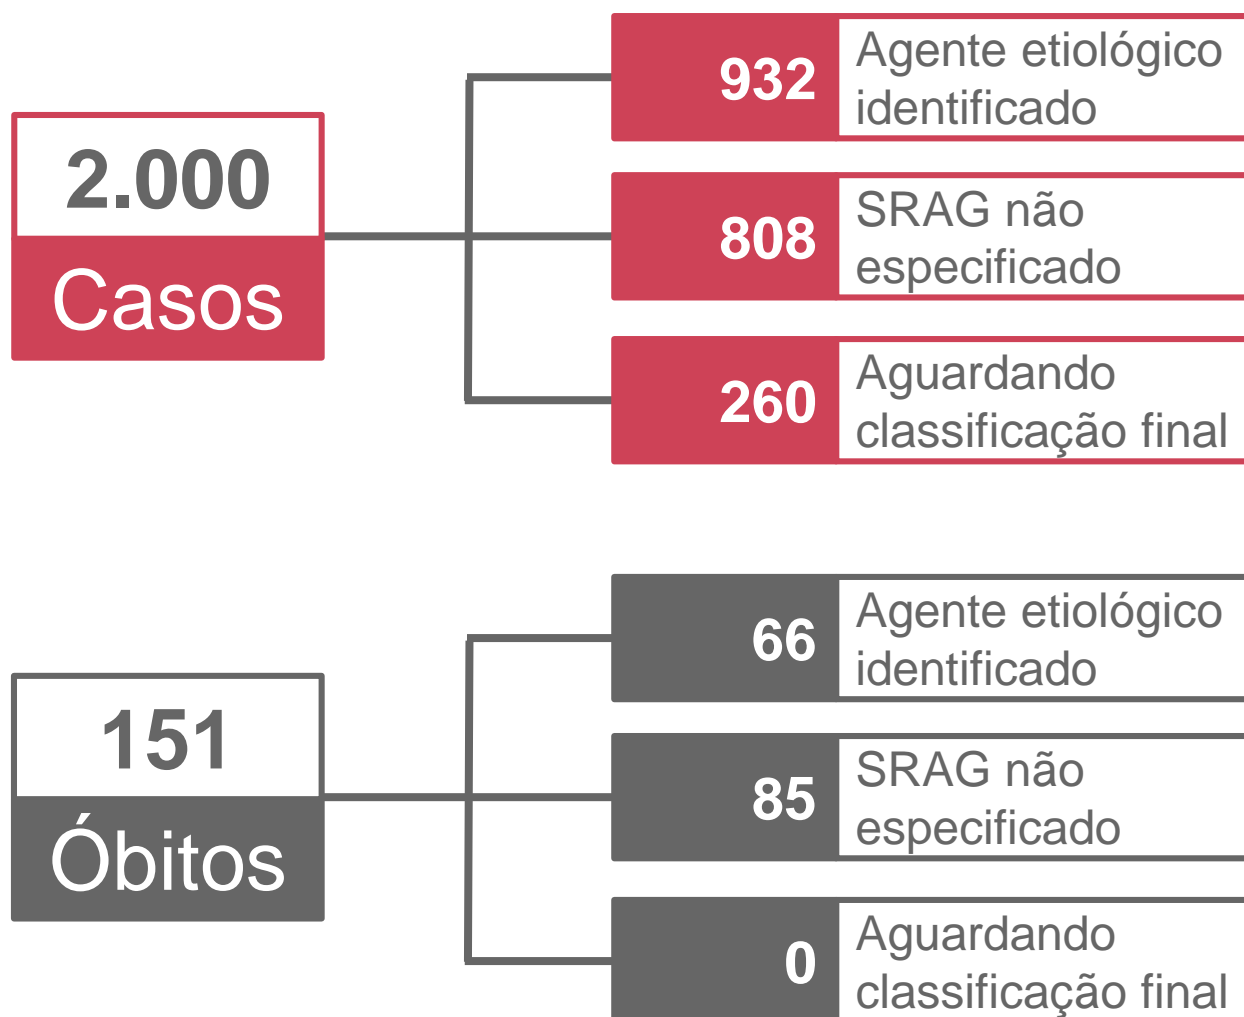 2.000
Casos
932
Agente etiológico
identificado
808
SRAG não
especificado
260
Aguardando
classificação final
151
Óbitos
66
Agente etiológico
identificado
85
SRAG não
especificado
0
Aguardando
classificação final